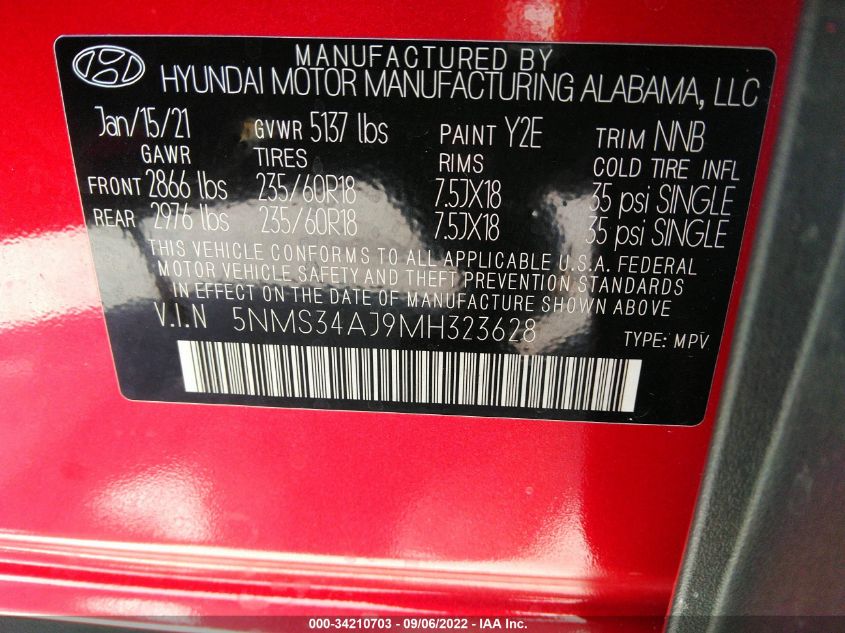 MANUFACTURED BY
HYUNDAI MOTOR MANUFACTURING ALABAMA, LLC
Jan/15/21 GVWR 5137 lbs PAINT Y2E TRIM NNB
GAWR TIRES RIMS COLD TIRE INFL
FRONT 2866 lbs 235/60R18 7.5JX18 35 psi SINGLE
REAR 2976 lbs 235/60R18 7.5JX18 35 psi SINGLE
THIS VEHICLE CONFORMS TO ALL APPLICABLE U.S.A. FEDERAL
MOTOR VEHICLE SAFETY AND THEFT PREVENTION STANDARDS
IN EFFECT ON THE DATE OF MANUFACTURE SHOWN ABOVE
V.I.N 5NMS34AJ9MH323628 TYPE: MPV
000-34210703 - 09/06/2022 - IAA Inc.